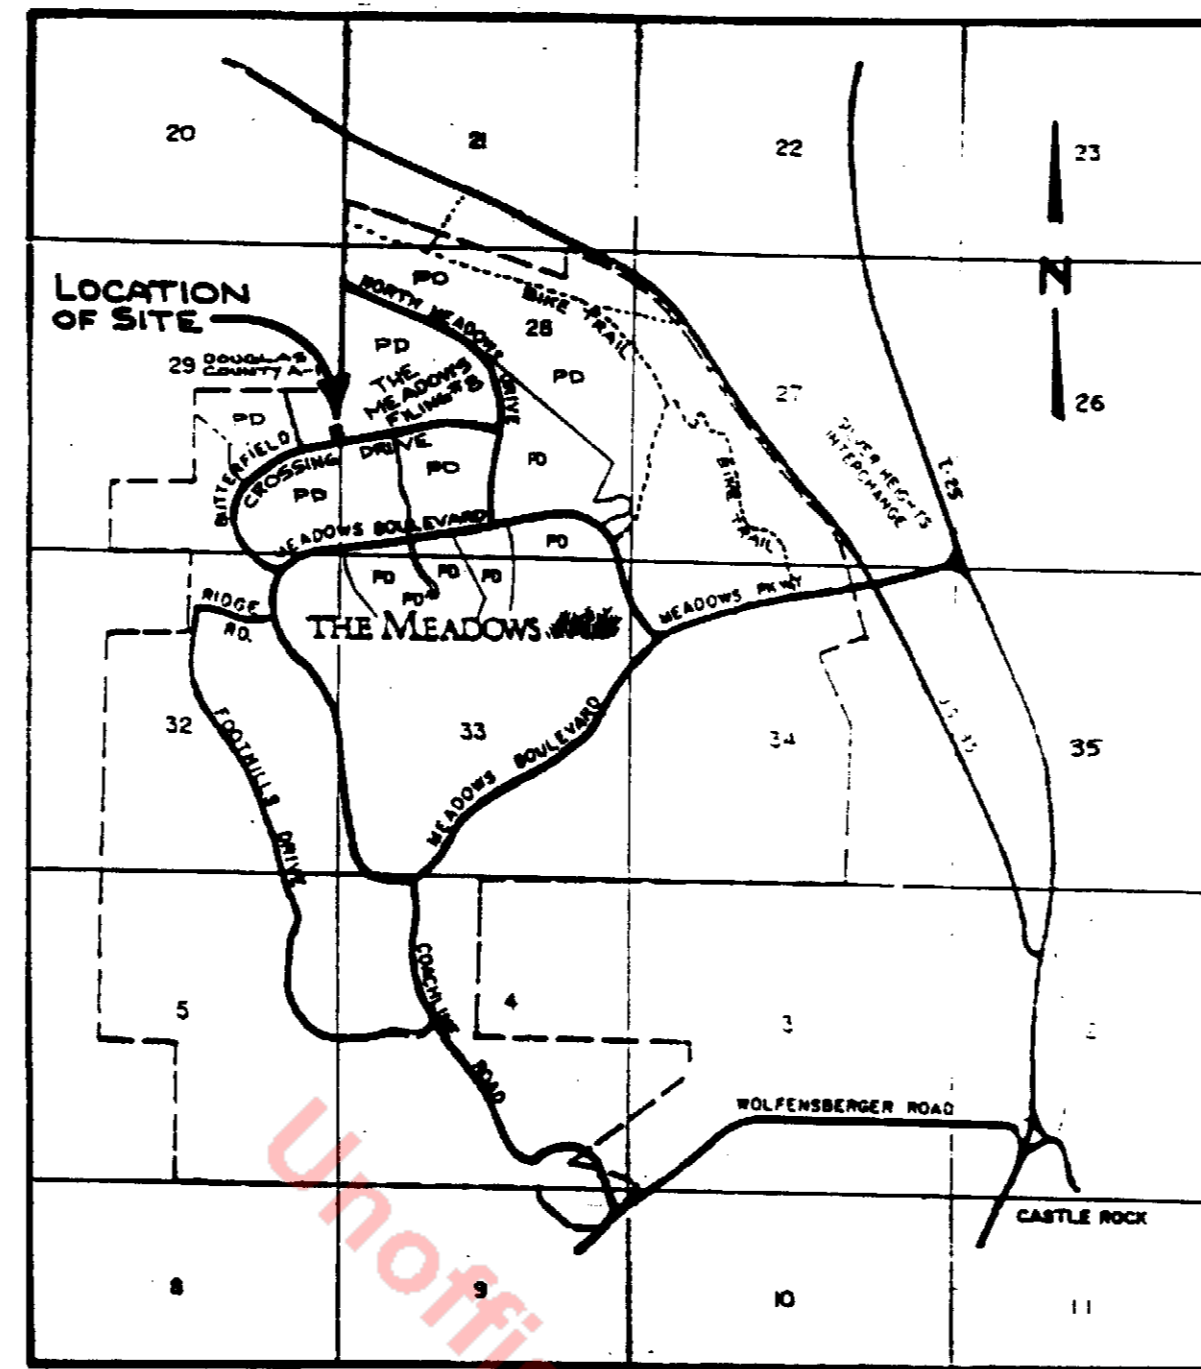 20
21
22
23
N
LOCATION
OF SITE
29 DOUGLAS
COUNTY A-1
PD
NORTH MEADOWS DRIVE
BIKE TRAIL
28
PD
THE
MEADOWS
FILING #8
PD
27
26
SILVER HEIGHTS
INTERCHANGE
I-25
PD
BUTTERFIELD
CROSSING DRIVE
PD
PD
PD
BIKE TRAIL
MEADOWS BOULEVARD
PD
PD
PD
PD
PD
MEADOWS PKWY
RIDGE
RD.
THE MEADOWS
32
33
34
35
FOOTHILLS DRIVE
MEADOWS BOULEVARD
5
4
3
COACHLINE ROAD
WOLFENSBERGER ROAD
CASTLE ROCK
8
9
10
11
Unoffi